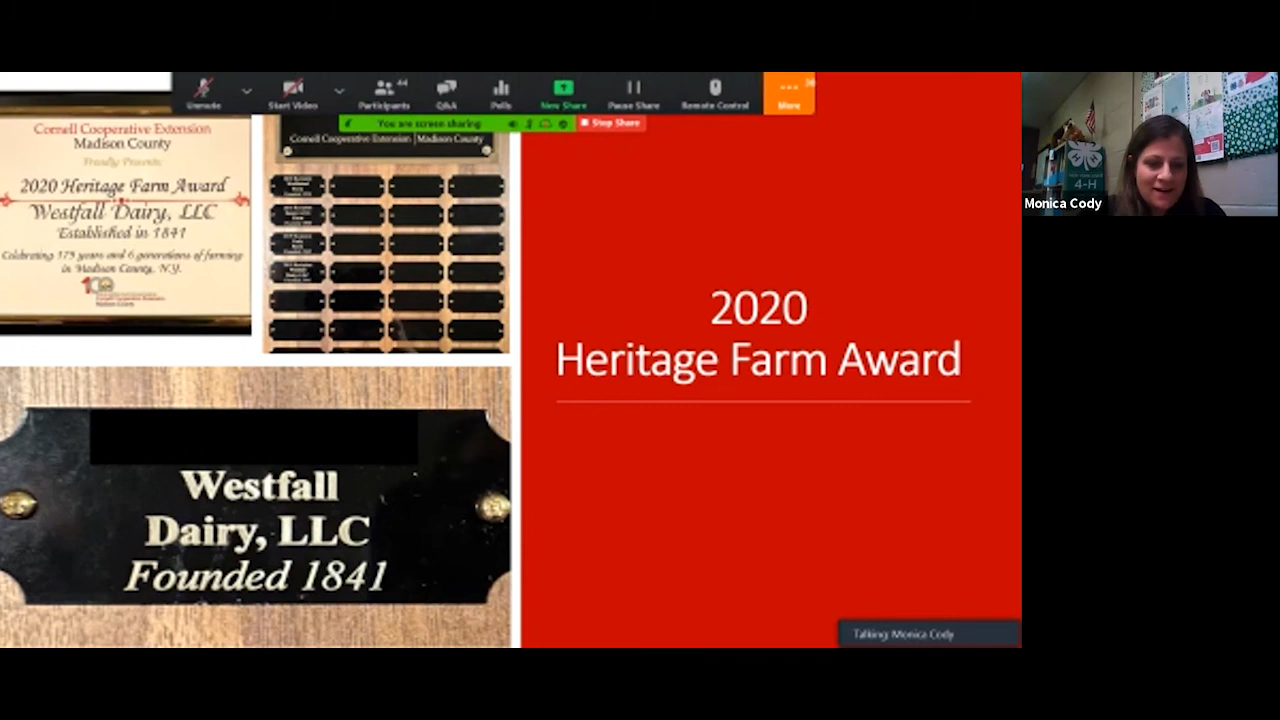 Unmute
Start Video
Participants
44
Q&A
Polls
New Share
Pause Share
Remote Control
More
You are screen sharing
Stop Share
Cornell Cooperative Extension
Madison County
Proudly Presents:
2020 Heritage Farm Award
Westfall Dairy, LLC
Established in 1841
Celebrating 175 years and 6 generations of farming
in Madison County, N.Y.
Cornell Cooperative Extension | Madison County
Westfall
Dairy, LLC
Founded 1841
2020
Heritage Farm Award
Talking: Monica Cody
4-H
Monica Cody